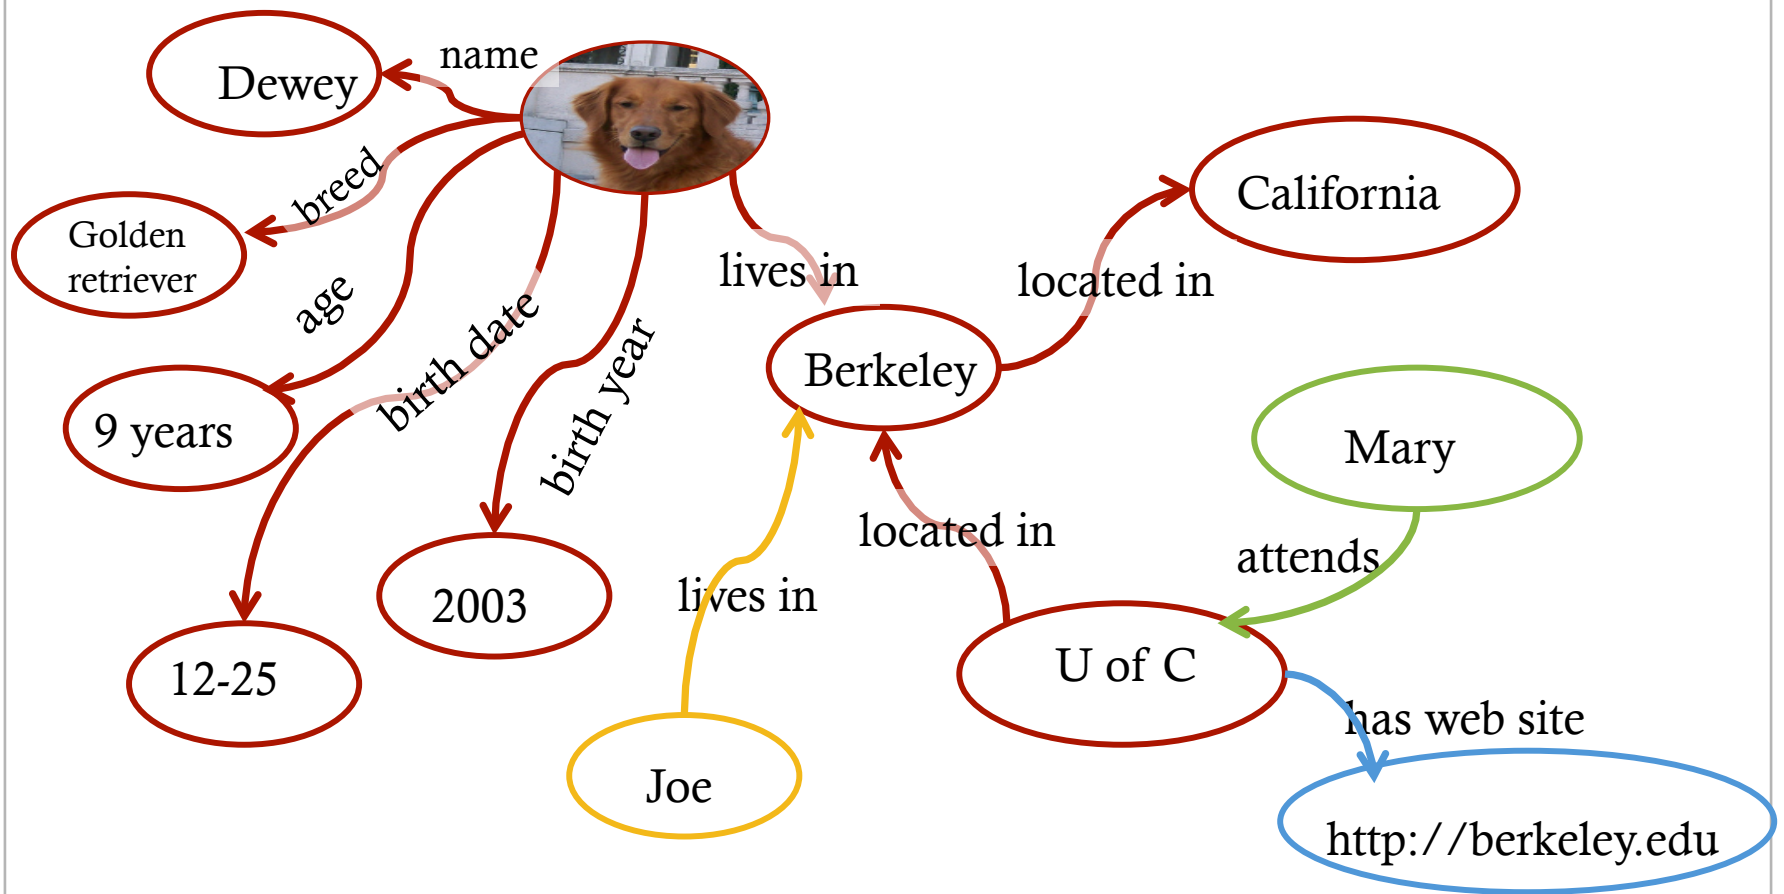 name
Dewey
breed
California
Golden
retriever
lives in
located in
age
birth date
birth year
Berkeley
9 years
Mary
located in
attends
2003
lives in
12-25
U of C
has web site
Joe
http://berkeley.edu